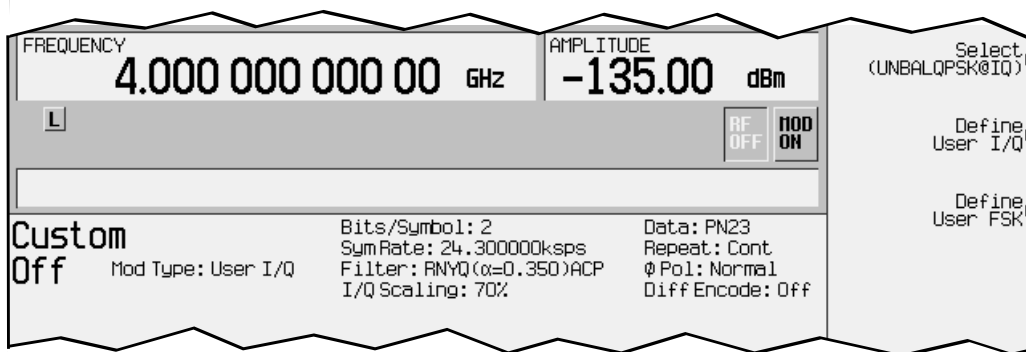 FREQUENCY
4.000 000 000 00 GHz
AMPLITUDE
-135.00 dBm
Select
(UNBALQPSK@IQ)
L
RF
OFF
MOD
ON
Define
User I/Q
Define
User FSK
Custom
Off
Mod Type: User I/Q
Bits/Symbol: 2
Sym Rate: 24.300000ksps
Filter: RNYQ(α=0.350)ACP
I/Q Scaling: 70%
Data: PN23
Repeat: Cont
Φ Pol: Normal
Diff Encode: Off